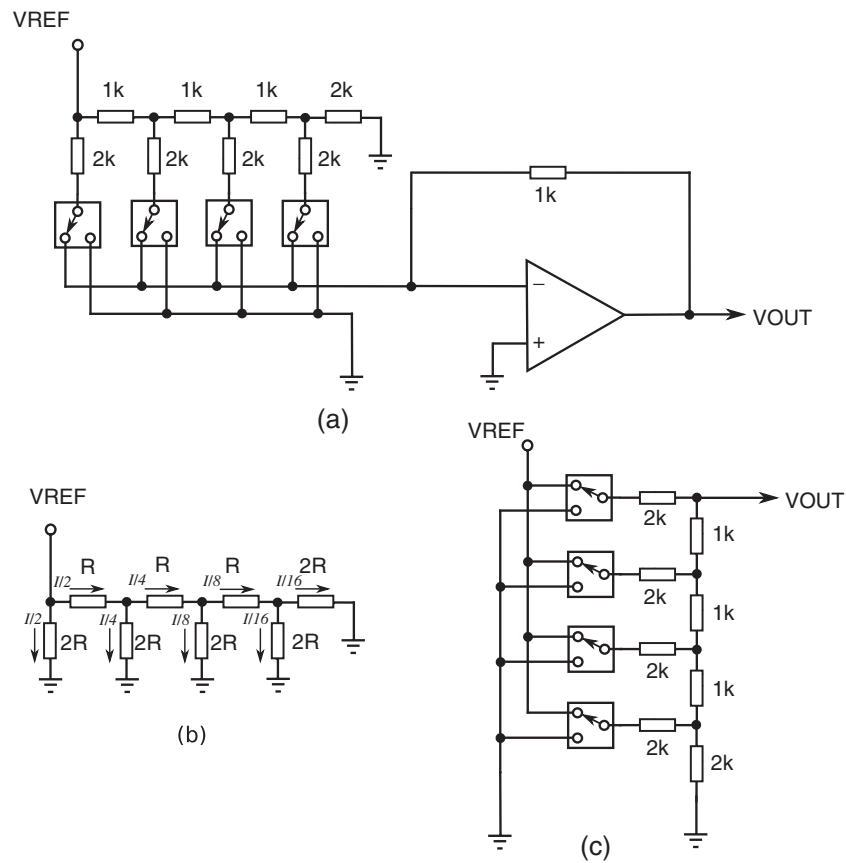 VREF
1k 1k 1k 2k
2k 2k 2k 2k
1k
−
+
VOUT
(a)
VREF
I/2 R I/4 R I/8 R I/16 2R
I/2 2R I/4 2R I/8 2R I/16 2R
(b)
VREF
2k VOUT
1k
2k
1k
2k
1k
2k
2k
(c)